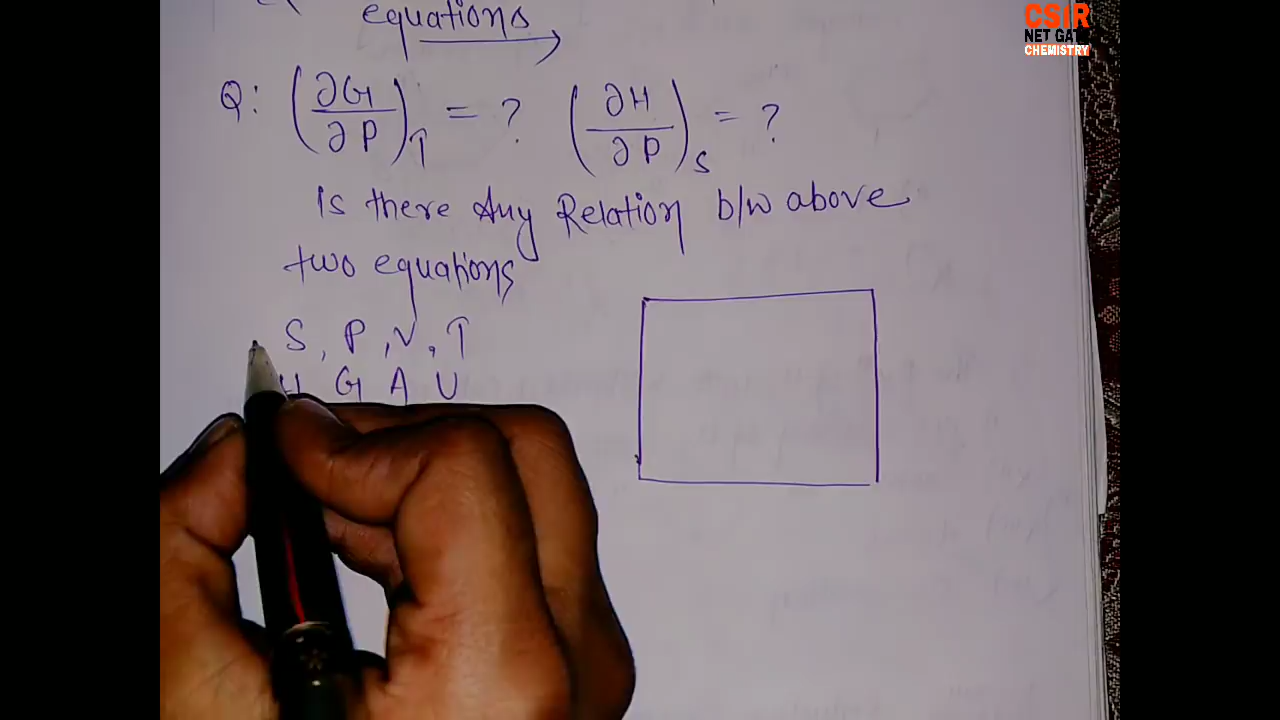 equations
CSIR
NET GATE
CHEMISTRY
Q: (∂G/∂P)T = ? (∂H/∂P)S = ?
Is there Any Relation b/w above
two equations
S, P, V, T
H G A U